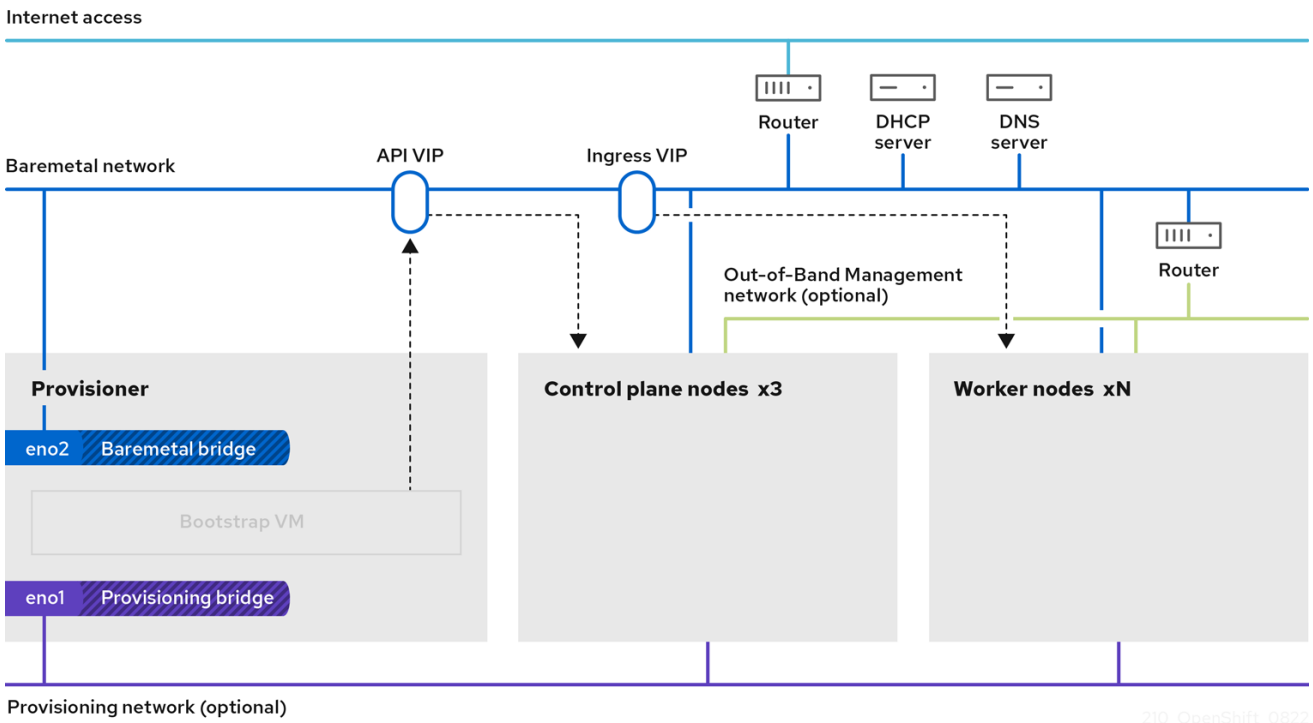 Internet access
Router
DHCP
server
DNS
server
API VIP
Ingress VIP
Baremetal network
Router
Out-of-Band Management
network (optional)
Provisioner
Control plane nodes x3
Worker nodes xN
eno2
Baremetal bridge
Bootstrap VM
eno1
Provisioning bridge
Provisioning network (optional)
210_OpenShift_0822